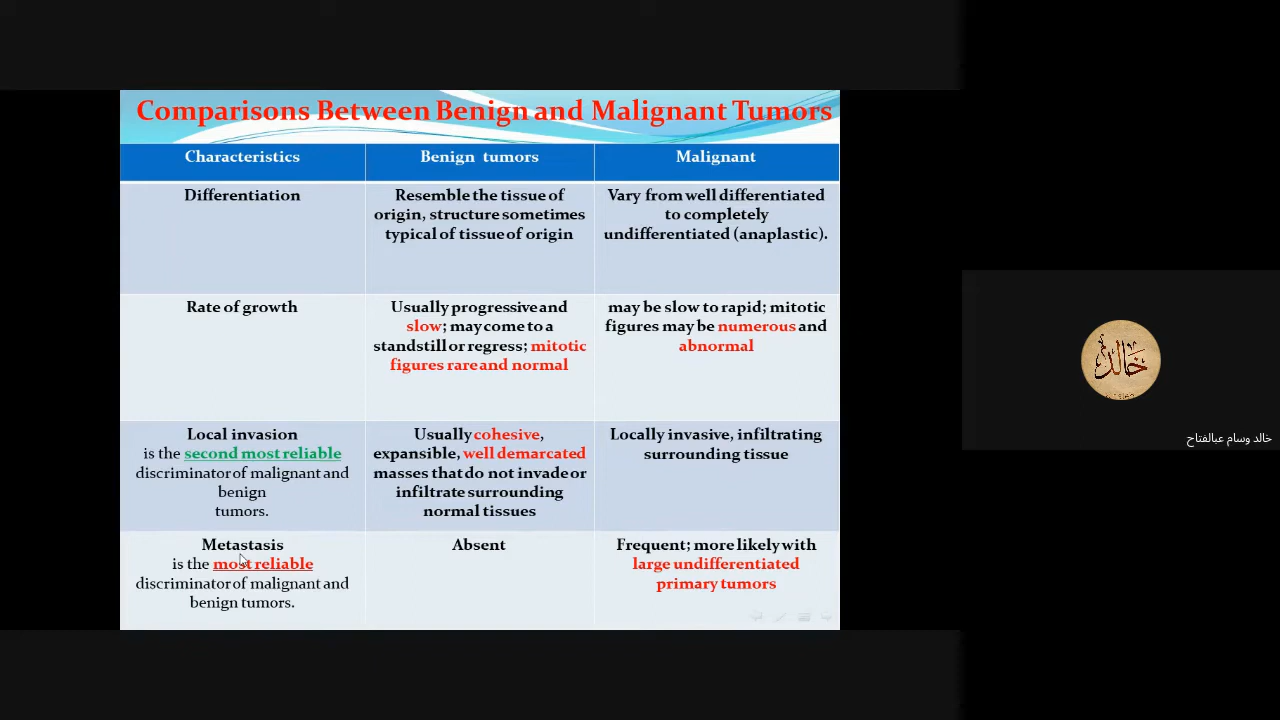 Comparisons Between Benign and Malignant Tumors
Characteristics
Benign tumors
Malignant
Differentiation
Resemble the tissue of
origin, structure sometimes
typical of tissue of origin
Vary from well differentiated
to completely
undifferentiated (anaplastic).
Rate of growth
Usually progressive and
slow; may come to a
standstill or regress; mitotic
figures rare and normal
may be slow to rapid; mitotic
figures may be numerous and
abnormal
Local invasion
is the second most reliable
discriminator of malignant and
benign
tumors.
Usually cohesive,
expansible, well demarcated
masses that do not invade or
infiltrate surrounding
normal tissues
Locally invasive, infiltrating
surrounding tissue
Metastasis
is the most reliable
discriminator of malignant and
benign tumors.
Absent
Frequent; more likely with
large undifferentiated
primary tumors
خالد
خالد وسام عبالفتاح